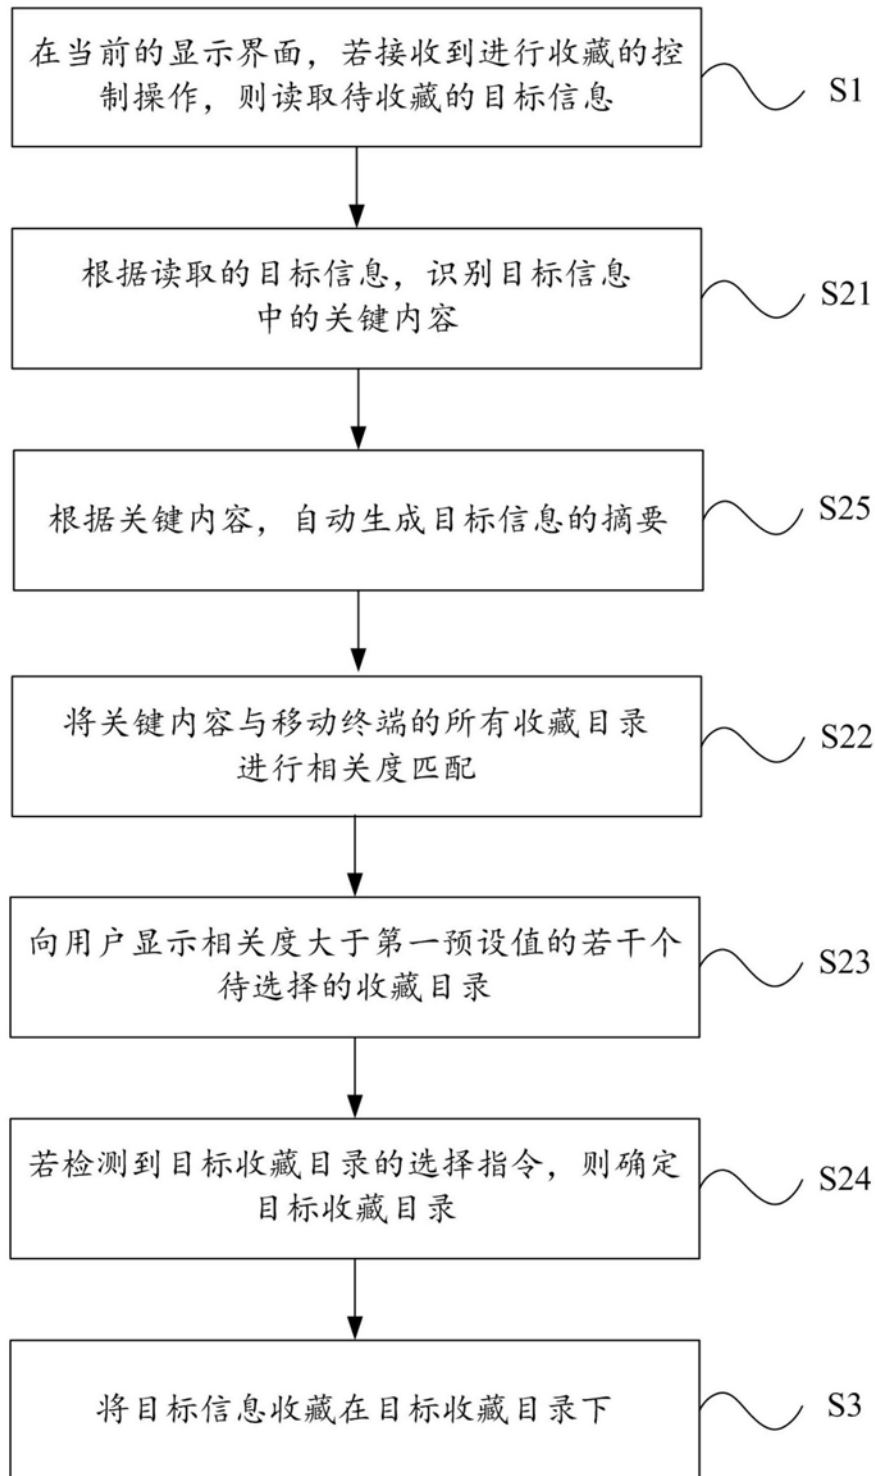 在当前的显示界面，若接收到进行收藏的控
制操作，则读取待收藏的目标信息
S1
根据读取的目标信息，识别目标信息
中的关键内容
S21
根据关键内容，自动生成目标信息的摘要
S25
将关键内容与移动终端的所有收藏目录
进行相关度匹配
S22
向用户显示相关度大于第一预设值的若干个
待选择的收藏目录
S23
若检测到目标收藏目录的选择指令，则确定
目标收藏目录
S24
将目标信息收藏在目标收藏目录下
S3